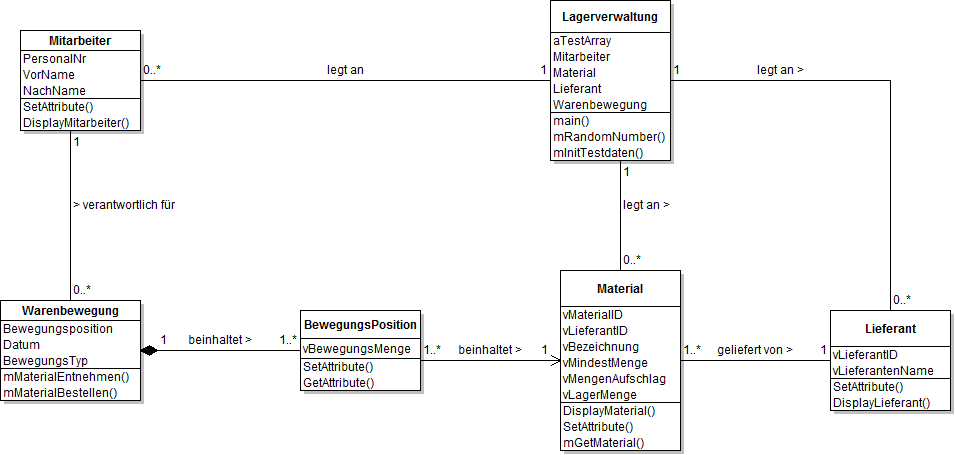 Mitarbeiter
PersonalNr
VorName
NachName
SetAttribute()
DisplayMitarbeiter()
0..*
legt an
1
Lagerverwaltung
aTestArray
Mitarbeiter
Material
Lieferant
Warenbewegung
main()
mRandomNumber()
mInitTestdaten()
1
legt an >
0..*
1
legt an >
0..*
1
> verantwortlich für
0..*
Warenbewegung
Bewegungsposition
Datum
BewegungsTyp
mMaterialEntnehmen()
mMaterialBestellen()
1
beinhaltet >
1..*
BewegungsPosition
vBewegungsMenge
SetAttribute()
GetAttribute()
1..*
beinhaltet >
1
Material
vMaterialID
vLieferantID
vBezeichnung
vMindestMenge
vMengenAufschlag
vLagerMenge
DisplayMaterial()
SetAttribute()
mGetMaterial()
1..*
geliefert von >
1
Lieferant
vLieferantID
vLieferantenName
SetAttribute()
DisplayLieferant()